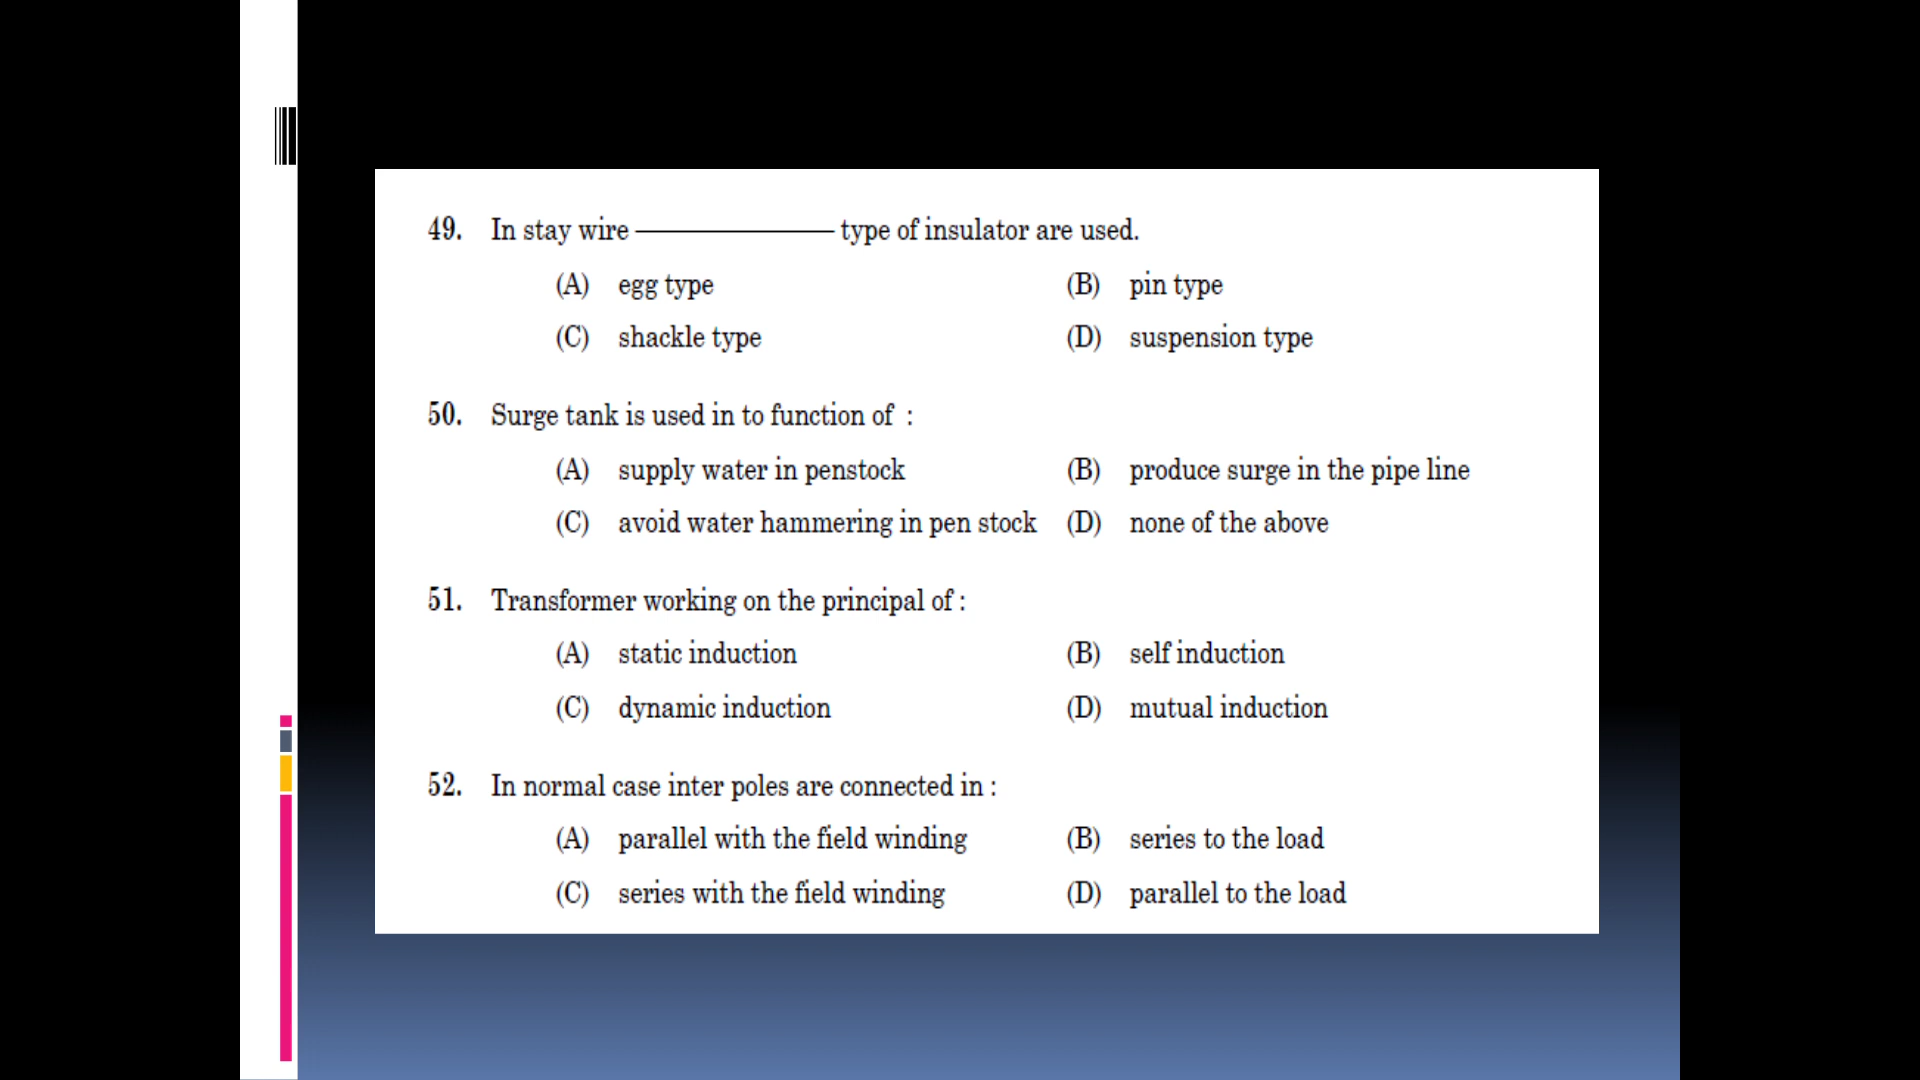 49. In stay wire ———————— type of insulator are used.
(A) egg type (B) pin type
(C) shackle type (D) suspension type
50. Surge tank is used in to function of :
(A) supply water in penstock (B) produce surge in the pipe line
(C) avoid water hammering in pen stock (D) none of the above
51. Transformer working on the principal of :
(A) static induction (B) self induction
(C) dynamic induction (D) mutual induction
52. In normal case inter poles are connected in :
(A) parallel with the field winding (B) series to the load
(C) series with the field winding (D) parallel to the load